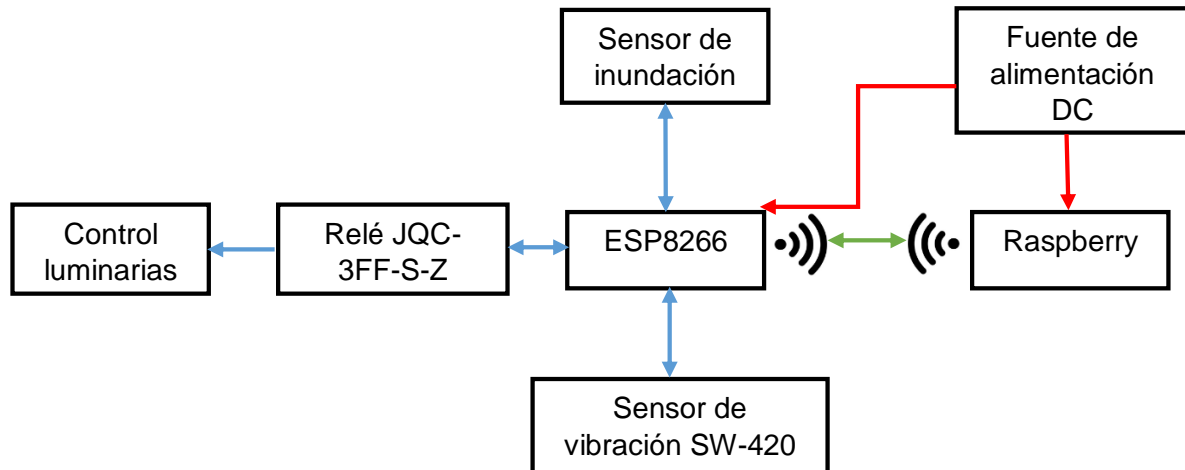 Sensor de
inundación
Fuente de
alimentación
DC
Control
luminarias
Relé JQC-
3FF-S-Z
ESP8266
Raspberry
Sensor de
vibración SW-420